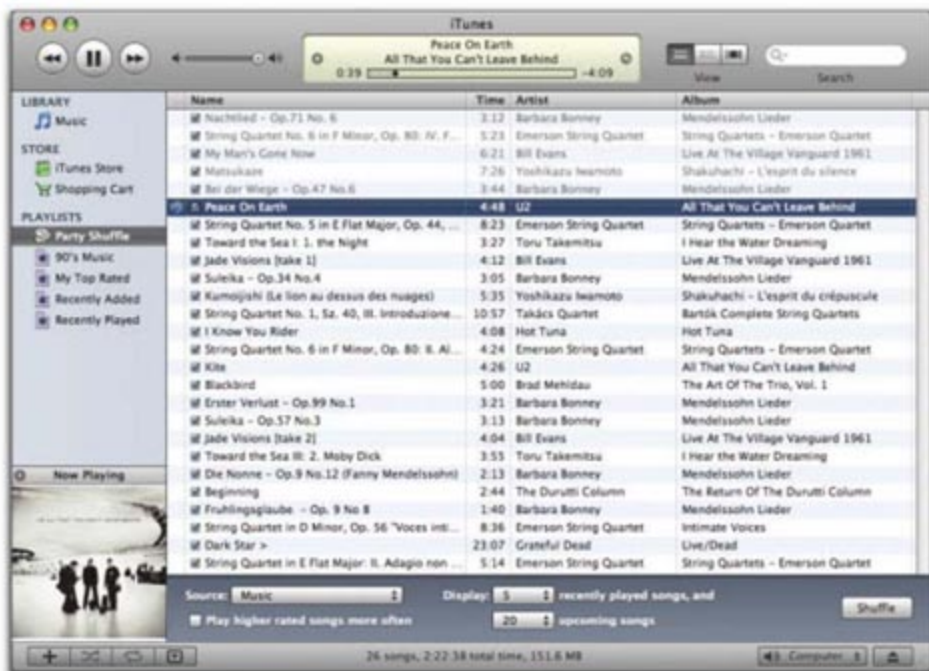 iTunes
Peace On Earth
All That You Can't Leave Behind
0:39 -4:09
View
Search
LIBRARY
Music
STORE
iTunes Store
Shopping Cart
PLAYLISTS
Party Shuffle
90's Music
My Top Rated
Recently Added
Recently Played
Now Playing
Name Time Artist Album
Nachtlied - Op.71 No. 6 3:12 Barbara Bonney Mendelssohn Lieder
String Quartet No. 6 in F Minor, Op. 80: IV. F... 5:23 Emerson String Quartet String Quartets - Emerson Quartet
My Man's Gone Now 6:21 Bill Evans Live At The Village Vanguard 1961
Matsukaze 7:26 Yoshikazu Iwamoto Shakuhachi - L'esprit du silence
Bei der Wiege - Op.47 No.6 3:44 Barbara Bonney Mendelssohn Lieder
Peace On Earth 4:48 U2 All That You Can't Leave Behind
String Quartet No. 5 in E Flat Major, Op. 44, ... 8:23 Emerson String Quartet String Quartets - Emerson Quartet
Toward the Sea I: 1. the Night 3:27 Toru Takemitsu I Hear the Water Dreaming
Jade Visions [take 1] 4:12 Bill Evans Live At The Village Vanguard 1961
Suleika - Op.34 No.4 3:05 Barbara Bonney Mendelssohn Lieder
Kumoijishi (Le lion au dessus des nuages) 5:35 Yoshikazu Iwamoto Shakuhachi - L'esprit du crépuscule
String Quartet No. 1, Sz. 40, III. Introduzione... 10:57 Takács Quartet Bartók Complete String Quartets
I Know You Rider 4:08 Hot Tuna Hot Tuna
String Quartet No. 6 in F Minor, Op. 80: II. Al... 4:24 Emerson String Quartet String Quartets - Emerson Quartet
Kite 4:26 U2 All That You Can't Leave Behind
Blackbird 5:00 Brad Mehldau The Art Of The Trio, Vol. 1
Erster Verlust - Op.99 No.1 3:21 Barbara Bonney Mendelssohn Lieder
Suleika - Op.57 No.3 3:13 Barbara Bonney Mendelssohn Lieder
Jade Visions [take 2] 4:04 Bill Evans Live At The Village Vanguard 1961
Toward the Sea III: 2. Moby Dick 3:55 Toru Takemitsu I Hear the Water Dreaming
Die Nonne - Op.9 No.12 (Fanny Mendelssohn) 2:13 Barbara Bonney Mendelssohn Lieder
Beginning 2:44 The Durutti Column The Return Of The Durutti Column
Fruhlingsglaube - Op. 9 No 8 1:40 Barbara Bonney Mendelssohn Lieder
String Quartet in D Minor, Op. 56 "Voces inti... 8:36 Emerson String Quartet Intimate Voices
Dark Star > 23:07 Grateful Dead Live/Dead
String Quartet in E Flat Major: II. Adagio non ... 5:14 Emerson String Quartet String Quartets - Emerson Quartet
Source: Music Display: 5 recently played songs, and
Play higher rated songs more often 20 upcoming songs
Shuffle
26 songs, 2:22:38 total time, 151.6 MB
Computer